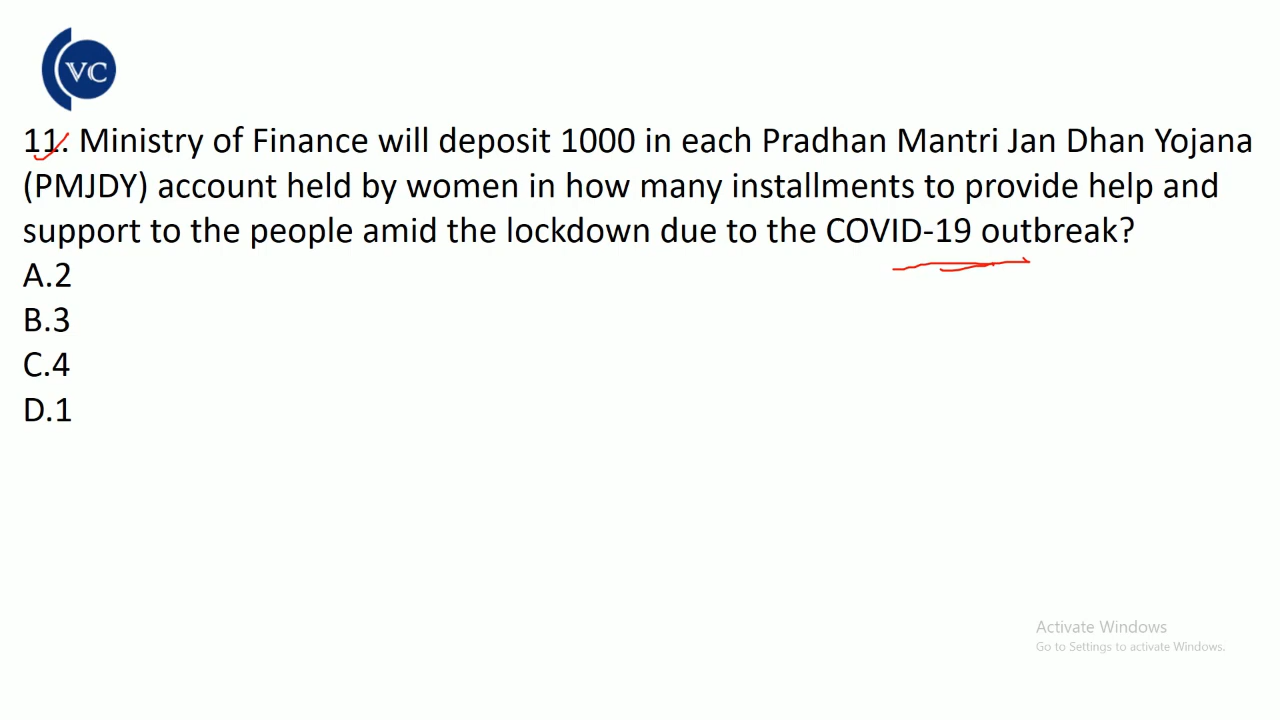 VC
11. Ministry of Finance will deposit 1000 in each Pradhan Mantri Jan Dhan Yojana
(PMJDY) account held by women in how many installments to provide help and
support to the people amid the lockdown due to the COVID-19 outbreak?
A.2
B.3
C.4
D.1
Activate Windows
Go to Settings to activate Windows.